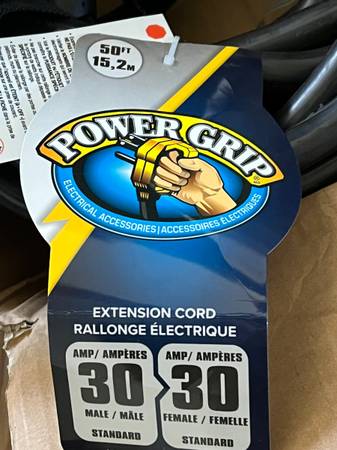 50FT
15,2M
POWER GRIP
ELECTRICAL ACCESSORIES | ACCESSOIRES ÉLECTRIQUES
EXTENSION CORD
RALLONGE ÉLECTRIQUE
AMP/ AMPÈRES
30
MALE / MÂLE
STANDARD
AMP/ AMPÈRES
30
FEMALE / FEMELLE
STANDARD